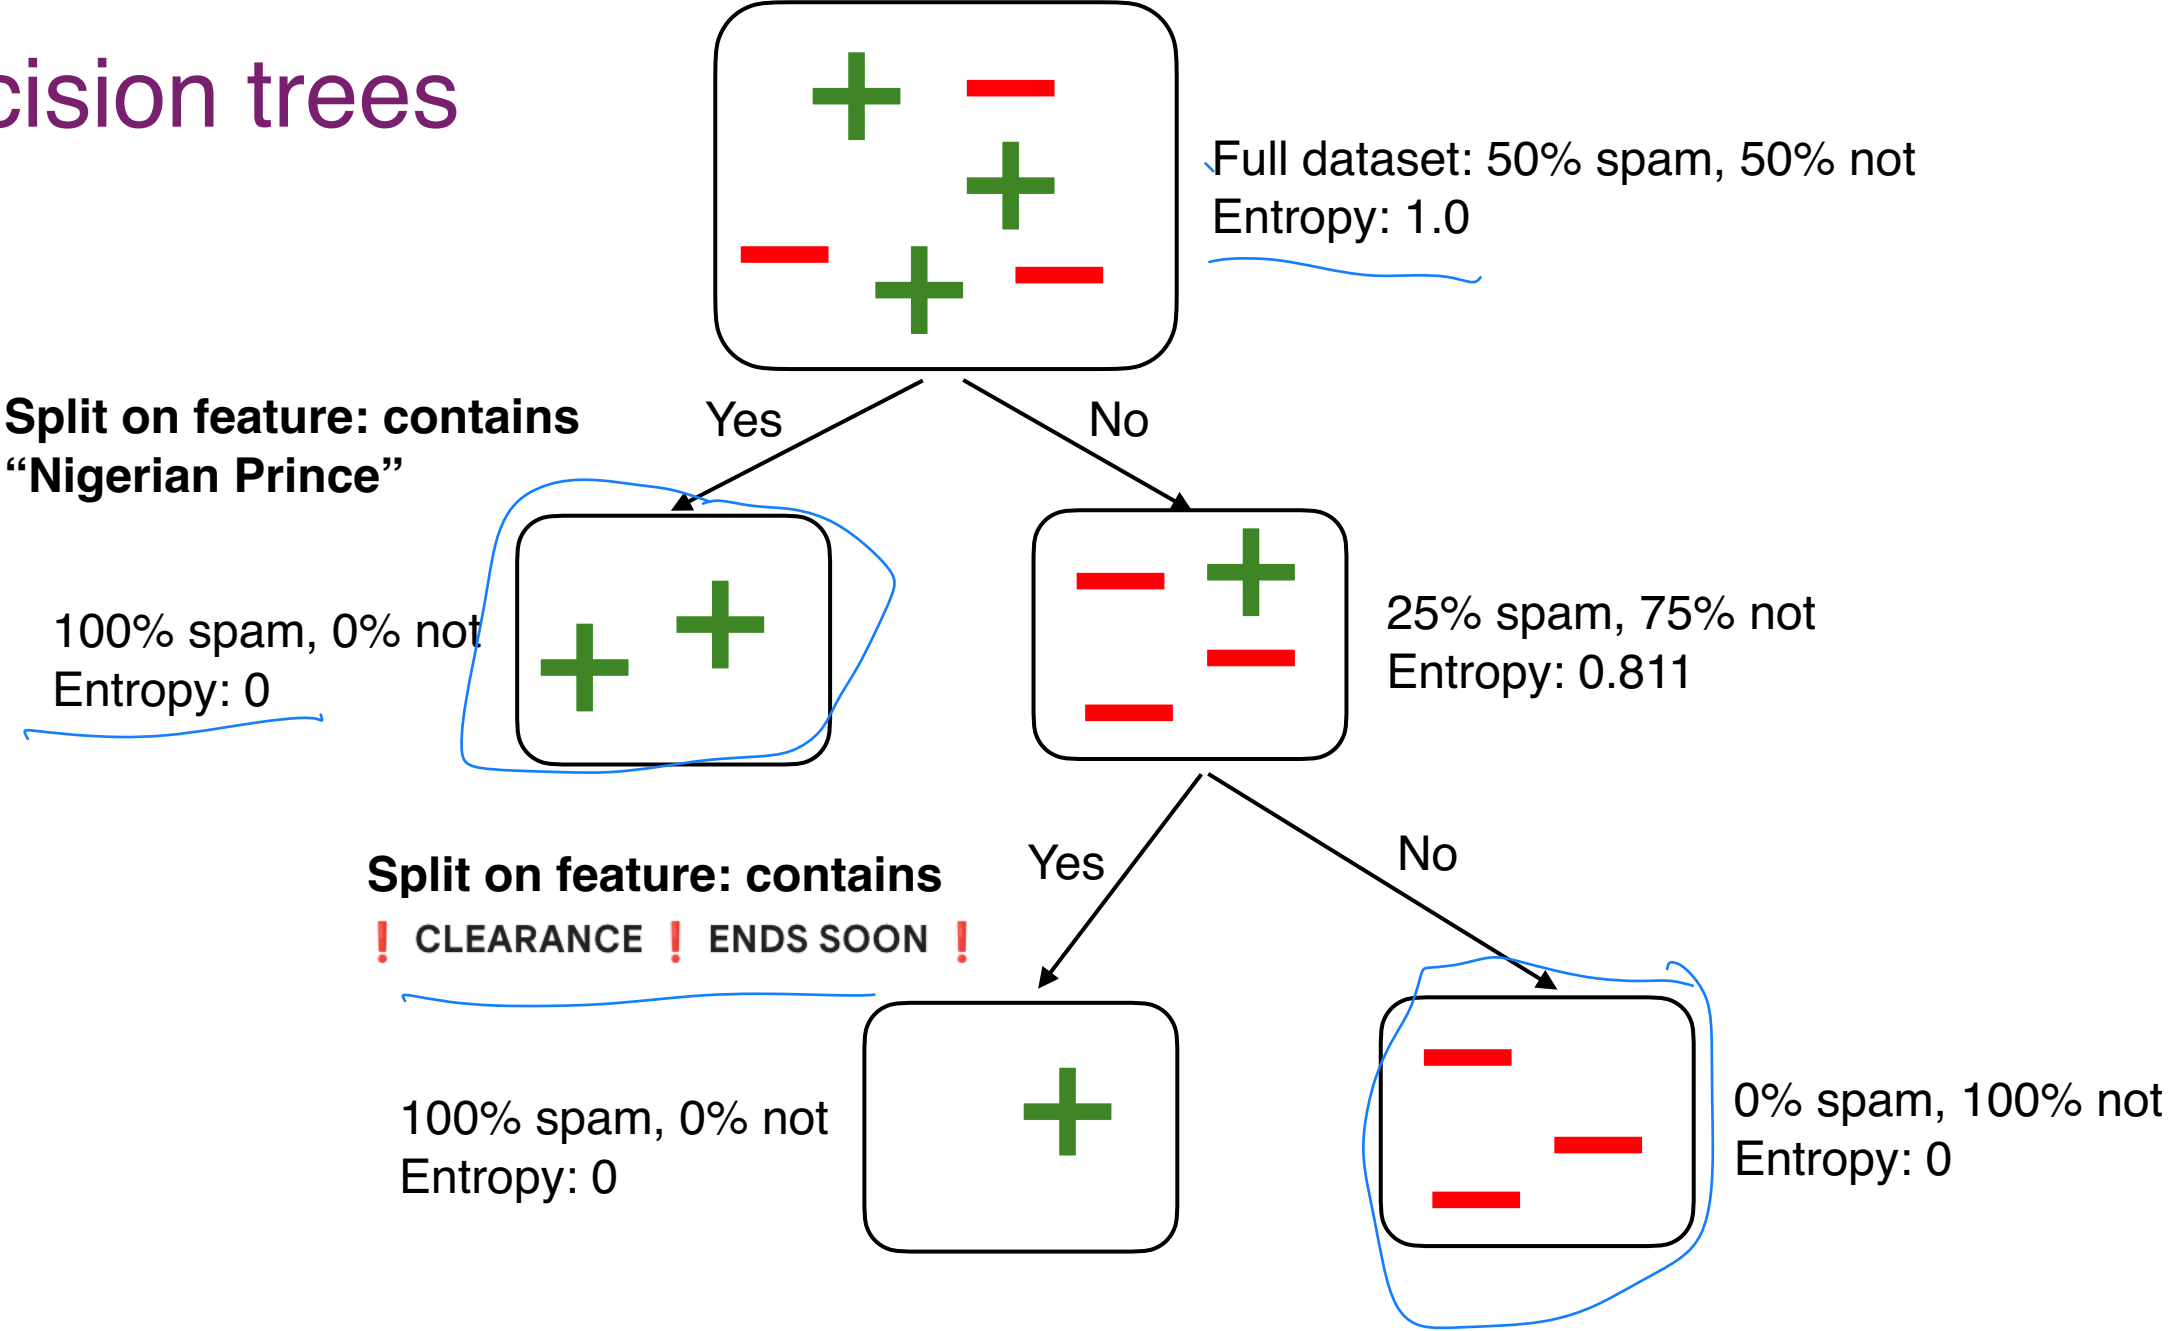 cision trees
Full dataset: 50% spam, 50% not
Entropy: 1.0
Split on feature: contains
“Nigerian Prince”
Yes
No
100% spam, 0% not
Entropy: 0
25% spam, 75% not
Entropy: 0.811
Split on feature: contains
❗ CLEARANCE ❗ ENDS SOON ❗
Yes
No
100% spam, 0% not
Entropy: 0
0% spam, 100% not
Entropy: 0